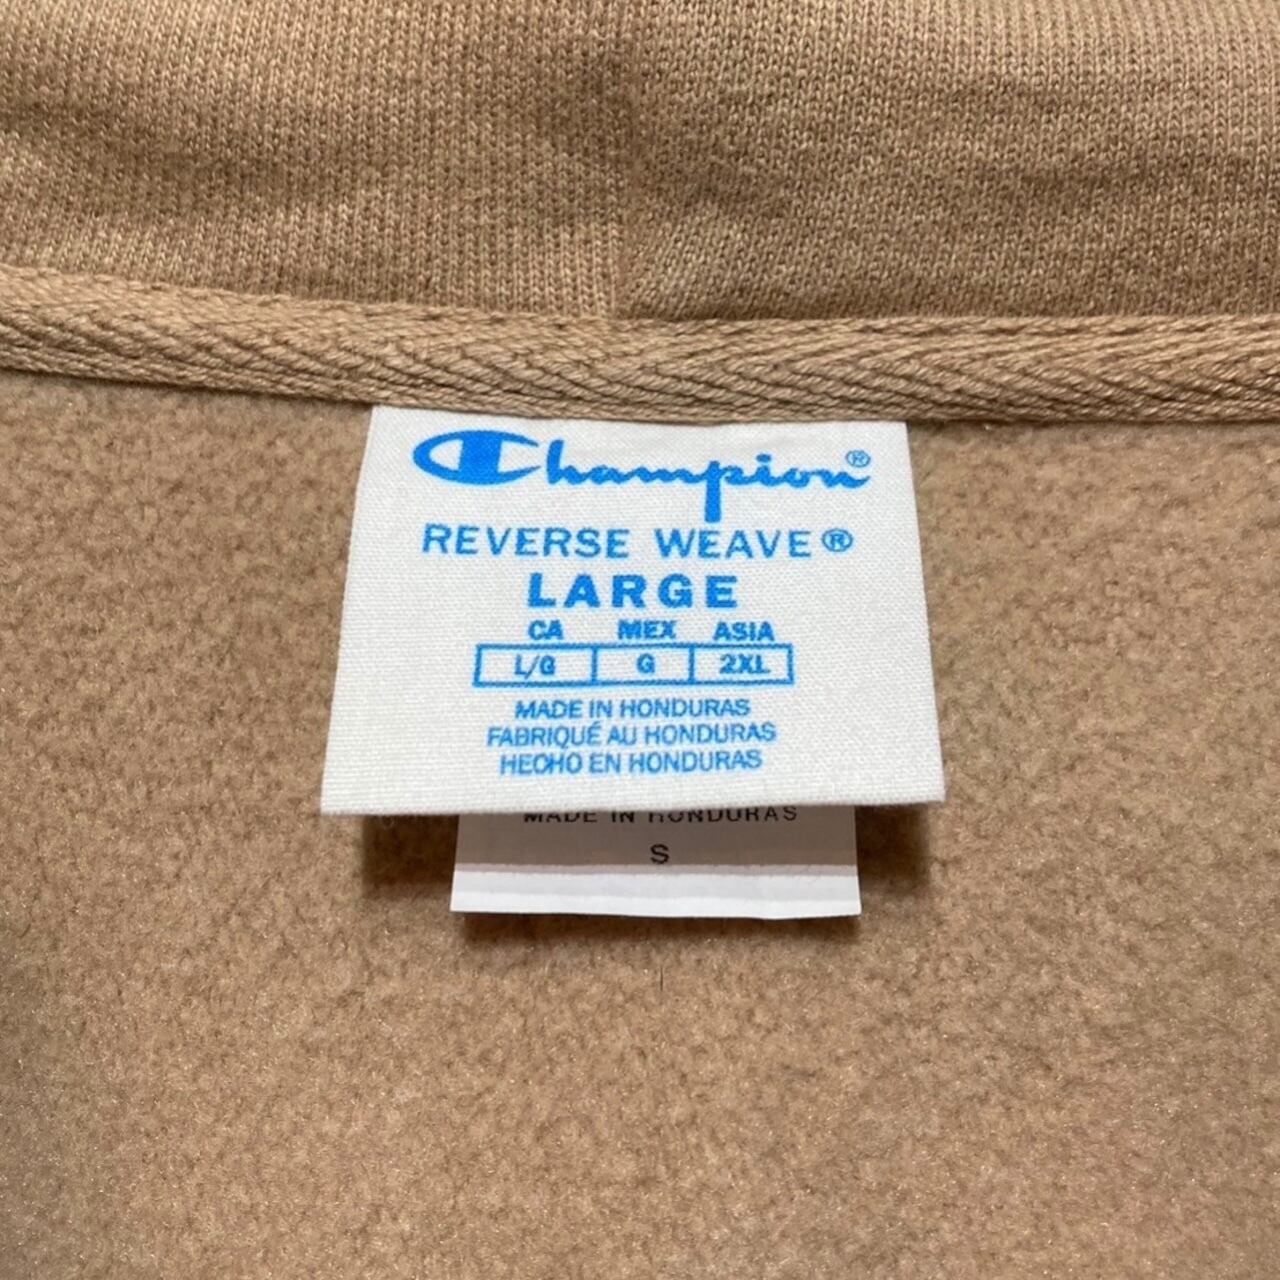 Champion®
REVERSE WEAVE®
LARGE
CA MEX ASIA
L/G G 2XL
MADE IN HONDURAS
FABRIQUÉ AU HONDURAS
HECHO EN HONDURAS
MADE IN HONDURAS
S